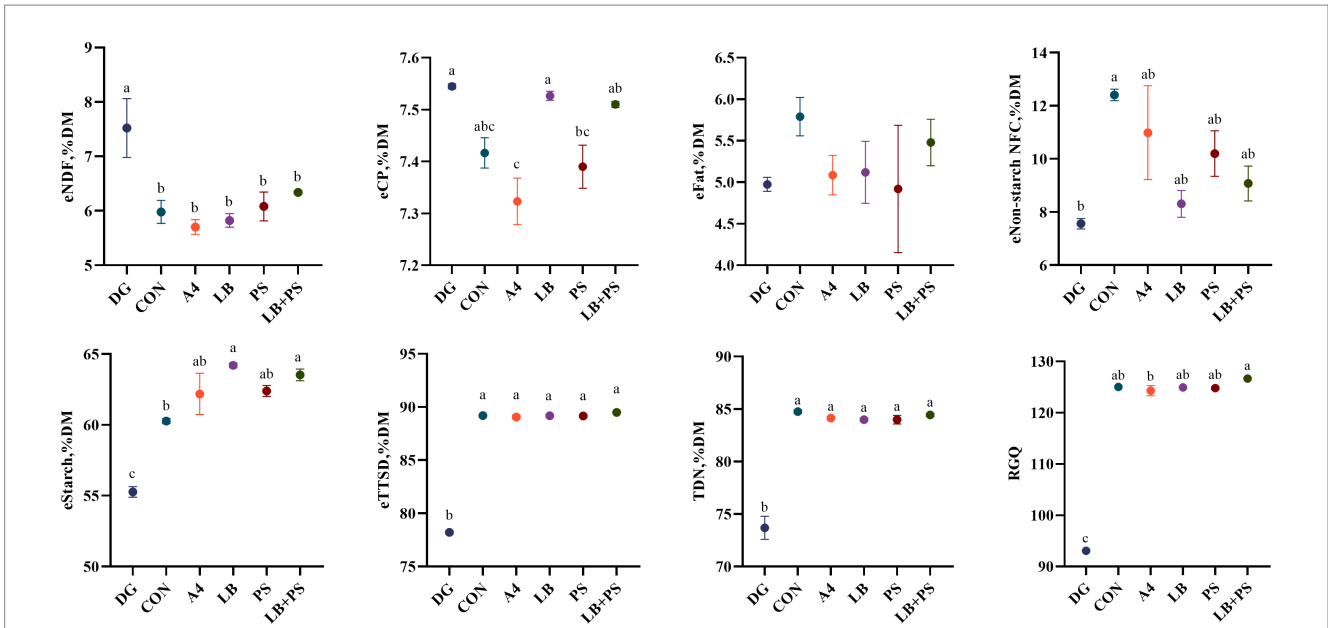 eNDF,%DM
9
8
7
6
5
a
b
b
b
b
b
DG
CON
A4
LB
PS
LB+PS
eCP,%DM
7.6
7.5
7.4
7.3
7.2
a
abc
c
a
bc
ab
DG
CON
A4
LB
PS
LB+PS
eFat,%DM
6.5
6.0
5.5
5.0
4.5
4.0
DG
CON
A4
LB
PS
LB+PS
eNon-starch NFC,%DM
14
12
10
8
6
b
a
ab
ab
ab
ab
DG
CON
A4
LB
PS
LB+PS
eStarch,%DM
65
60
55
50
c
b
ab
a
ab
a
DG
CON
A4
LB
PS
LB+PS
eTTSD,%DM
95
90
85
80
75
b
a
a
a
a
a
DG
CON
A4
LB
PS
LB+PS
TDN,%DM
90
85
80
75
70
b
a
a
a
a
a
DG
CON
A4
LB
PS
LB+PS
RGQ
130
120
110
100
90
c
ab
b
ab
ab
a
DG
CON
A4
LB
PS
LB+PS